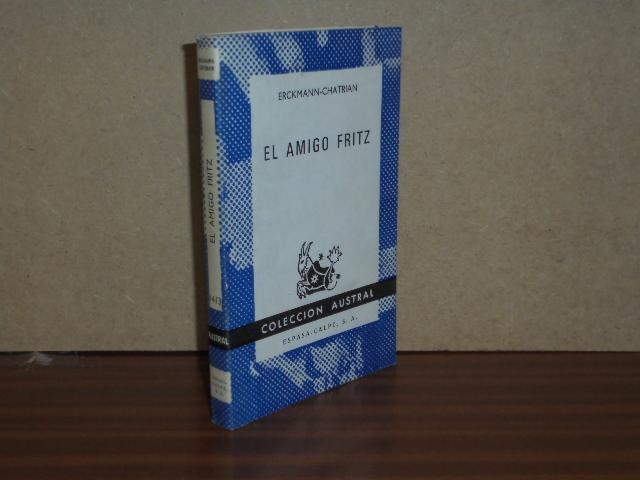 ERCKMANN-CHATRIAN
EL AMIGO FRITZ
COLECCION AUSTRAL
ESPASA-CALPE, S. A.
EL AMIGO FRITZ
AUSTRAL